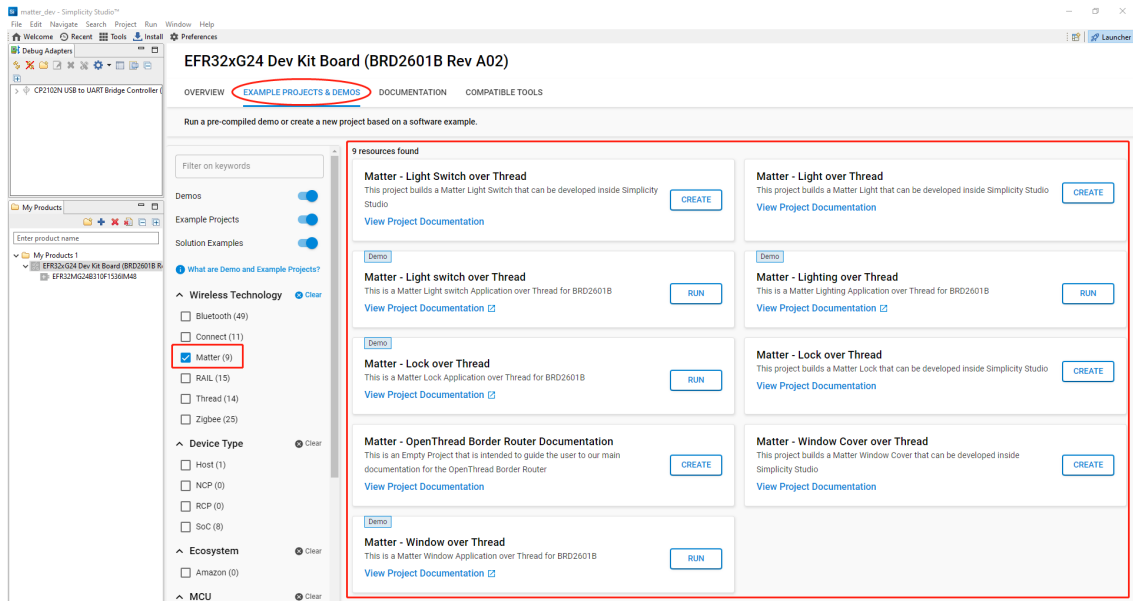 matter_dev - Simplicity Studio™
File Edit Navigate Search Project Run Window Help
Welcome Recent Tools Install Preferences
Launcher
Debug Adapters
CP2102N USB to UART Bridge Controller (
My Products
Enter product name
My Products 1
EFR32xG24 Dev Kit Board (BRD2601B R
EFR32MG24B310F1536IM48
EFR32xG24 Dev Kit Board (BRD2601B Rev A02)
OVERVIEW EXAMPLE PROJECTS & DEMOS DOCUMENTATION COMPATIBLE TOOLS
Run a pre-compiled demo or create a new project based on a software example.
Filter on keywords
Demos
Example Projects
Solution Examples
What are Demo and Example Projects?
Wireless Technology Clear
Bluetooth (49)
Connect (11)
Matter (9)
RAIL (15)
Thread (14)
Zigbee (25)
Device Type Clear
Host (1)
NCP (0)
RCP (0)
SoC (8)
Ecosystem Clear
Amazon (0)
MCU Clear
9 resources found
Matter - Light Switch over Thread
This project builds a Matter Light Switch that can be developed inside Simplicity
Studio
View Project Documentation
CREATE
Matter - Light over Thread
This project builds a Matter Light that can be developed inside Simplicity Studio
View Project Documentation
CREATE
Demo
Matter - Light switch over Thread
This is a Matter Light switch Application over Thread for BRD2601B
View Project Documentation
RUN
Demo
Matter - Lighting over Thread
This is a Matter Lighting Application over Thread for BRD2601B
View Project Documentation
RUN
Demo
Matter - Lock over Thread
This is a Matter Lock Application over Thread for BRD2601B
View Project Documentation
RUN
Matter - Lock over Thread
This project builds a Matter Lock that can be developed inside Simplicity Studio
View Project Documentation
CREATE
Matter - OpenThread Border Router Documentation
This is an Empty Project that is intended to guide the user to our main
documentation for the OpenThread Border Router
View Project Documentation
CREATE
Matter - Window Cover over Thread
This project builds a Matter Window Cover that can be developed inside
Simplicity Studio
View Project Documentation
CREATE
Demo
Matter - Window over Thread
This is a Matter Window Application over Thread for BRD2601B
View Project Documentation
RUN